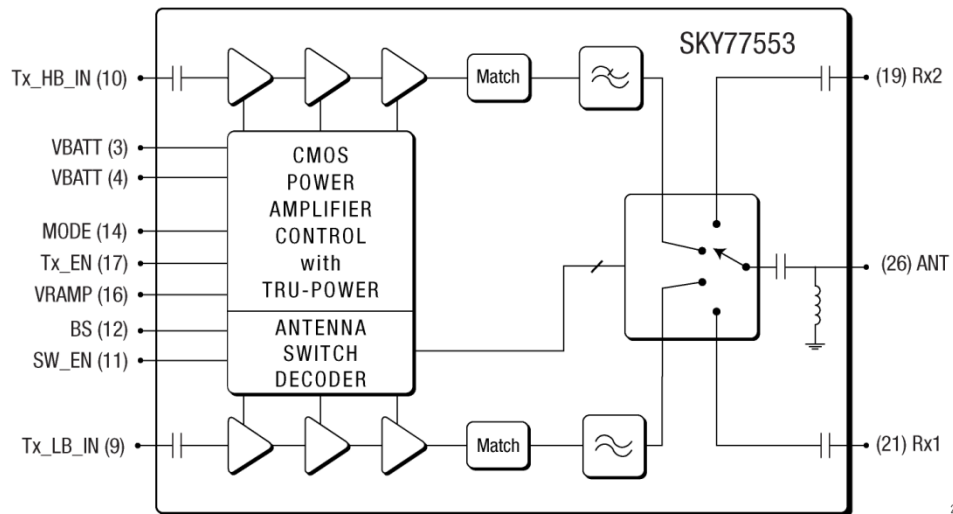 SKY77553
Tx_HB_IN (10)
Match
(19) Rx2
VBATT (3)
VBATT (4)
MODE (14)
Tx_EN (17)
VRAMP (16)
BS (12)
SW_EN (11)
CMOS
POWER
AMPLIFIER
CONTROL
with
TRU-POWER
ANTENNA
SWITCH
DECODER
(26) ANT
Tx_LB_IN (9)
Match
(21) Rx1
2